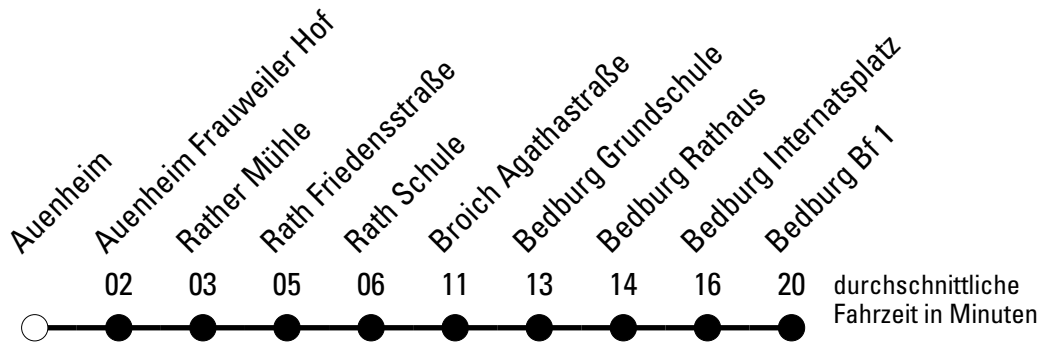 Auenheim
Auenheim Frauweiler Hof
Rather Mühle
Rath Friedensstraße
Rath Schule
Broich Agathastraße
Bedburg Grundschule
Bedburg Rathaus
Bedburg Internatsplatz
Bedburg Bf 1
02 03 05 06 11 13 14 16 20 durchschnittliche
Fahrzeit in Minuten